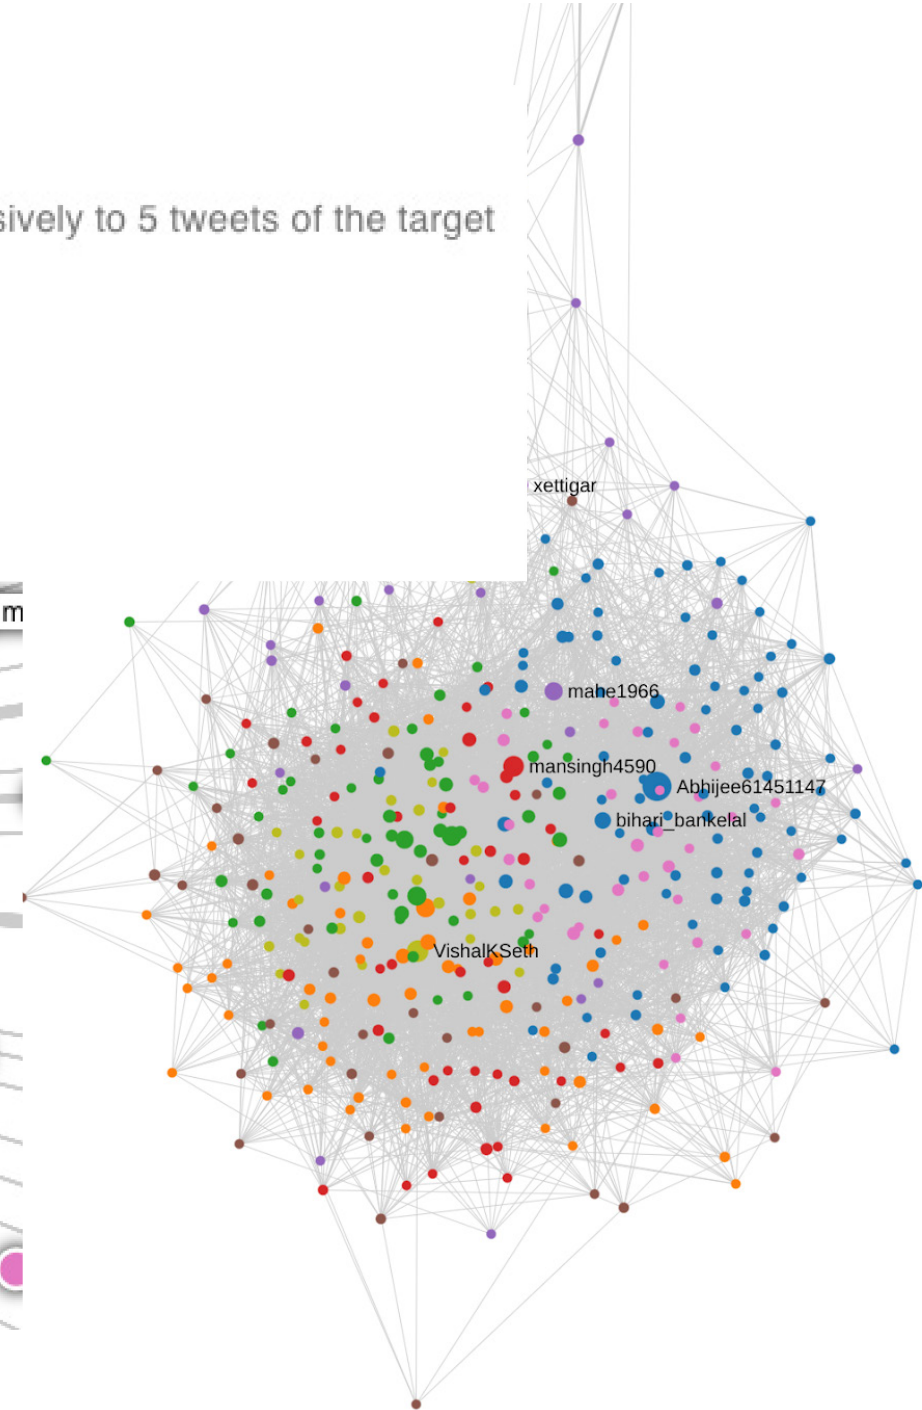 sively to 5 tweets of the target
xettigar
m
mahe1966
mansingh4590
Abhijee61451147
bihari_bankelal
VishalKSeth